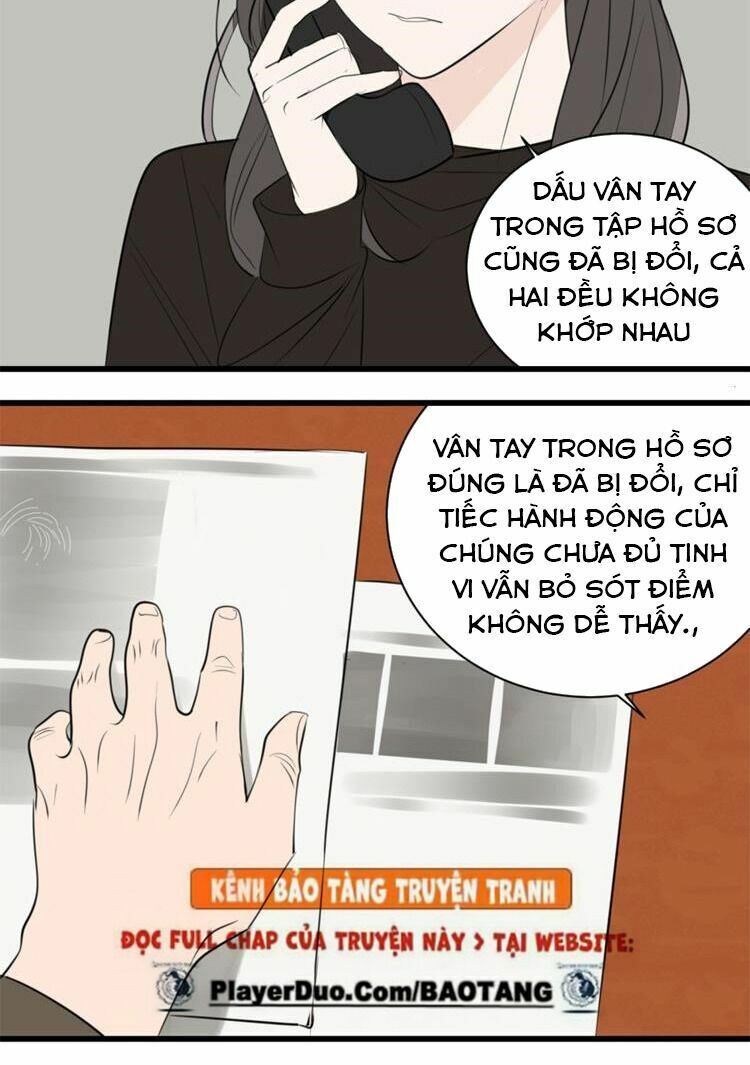 DẤU VÂN TAY
TRONG TẬP HỒ SƠ
CŨNG ĐÃ BỊ ĐỔI, CẢ
HAI ĐỀU KHÔNG
KHỚP NHAU
VÂN TAY TRONG HỒ SƠ
ĐÚNG LÀ ĐÃ BỊ ĐỔI, CHỈ
TIẾC HÀNH ĐỘNG CỦA
CHÚNG CHƯA ĐỦ TINH
VI VẪN BỎ SÓT ĐIỂM
KHÔNG DỄ THẤY.,
KÊNH BẢO TÀNG TRUYỆN TRANH
ĐỌC FULL CHAP CỦA TRUYỆN NÀY > TẠI WEBSITE:
PlayerDuo.Com/BAOTANG